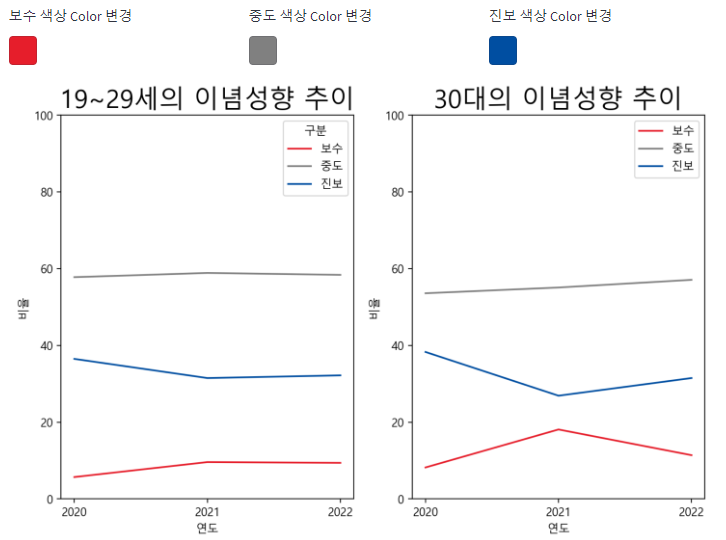 보수 색상 Color 변경
중도 색상 Color 변경
진보 색상 Color 변경
19~29세의 이념성향 추이
100
80
60
40
20
0
비율
구분
보수
중도
진보
2020
2021
2022
연도
30대의 이념성향 추이
100
80
60
40
20
0
비율
보수
중도
진보
2020
2021
2022
연도